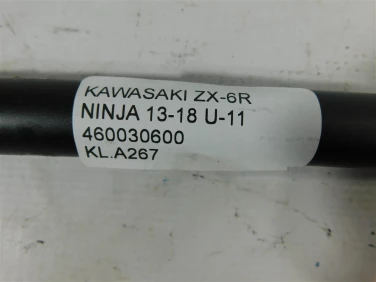 KAWASAKI ZX-6R
NINJA 13-18 U-11
460030600
KL.A267